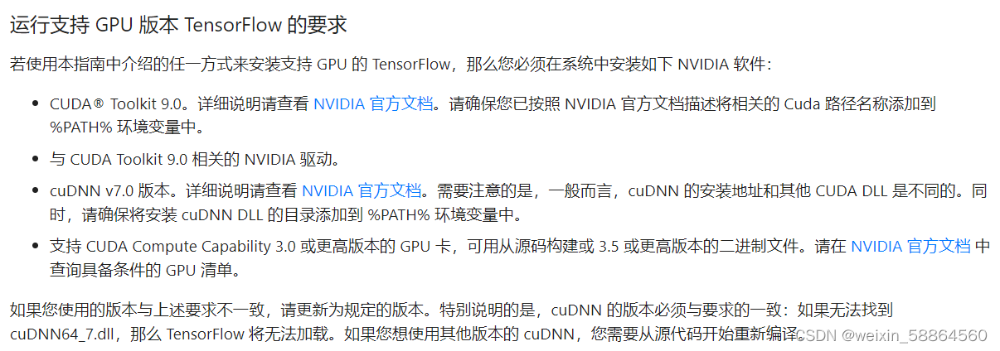 运行支持 GPU 版本 TensorFlow 的要求
若使用本指南中介绍的任一方式来安装支持 GPU 的 TensorFlow，那么您必须在系统中安装如下 NVIDIA 软件：
• CUDA® Toolkit 9.0。详细说明请查看 NVIDIA 官方文档。请确保您已按照 NVIDIA 官方文档描述将相关的 Cuda 路径名称添加到
%PATH% 环境变量中。
• 与 CUDA Toolkit 9.0 相关的 NVIDIA 驱动。
• cuDNN v7.0 版本。详细说明请查看 NVIDIA 官方文档。需要注意的是，一般而言，cuDNN 的安装地址和其他 CUDA DLL 是不同的。同
时，请确保将安装 cuDNN DLL 的目录添加到 %PATH% 环境变量中。
• 支持 CUDA Compute Capability 3.0 或更高版本的 GPU 卡，可用从源码构建或 3.5 或更高版本的二进制文件。请在 NVIDIA 官方文档 中
查询具备条件的 GPU 清单。
如果您使用的版本与上述要求不一致，请更新为规定的版本。特别说明的是，cuDNN 的版本必须与要求的一致：如果无法找到
cuDNN64_7.dll，那么 TensorFlow 将无法加载。如果您想使用其他版本的 cuDNN，您需要从源代码开始重新编译。
CSDN @weixin_58864560